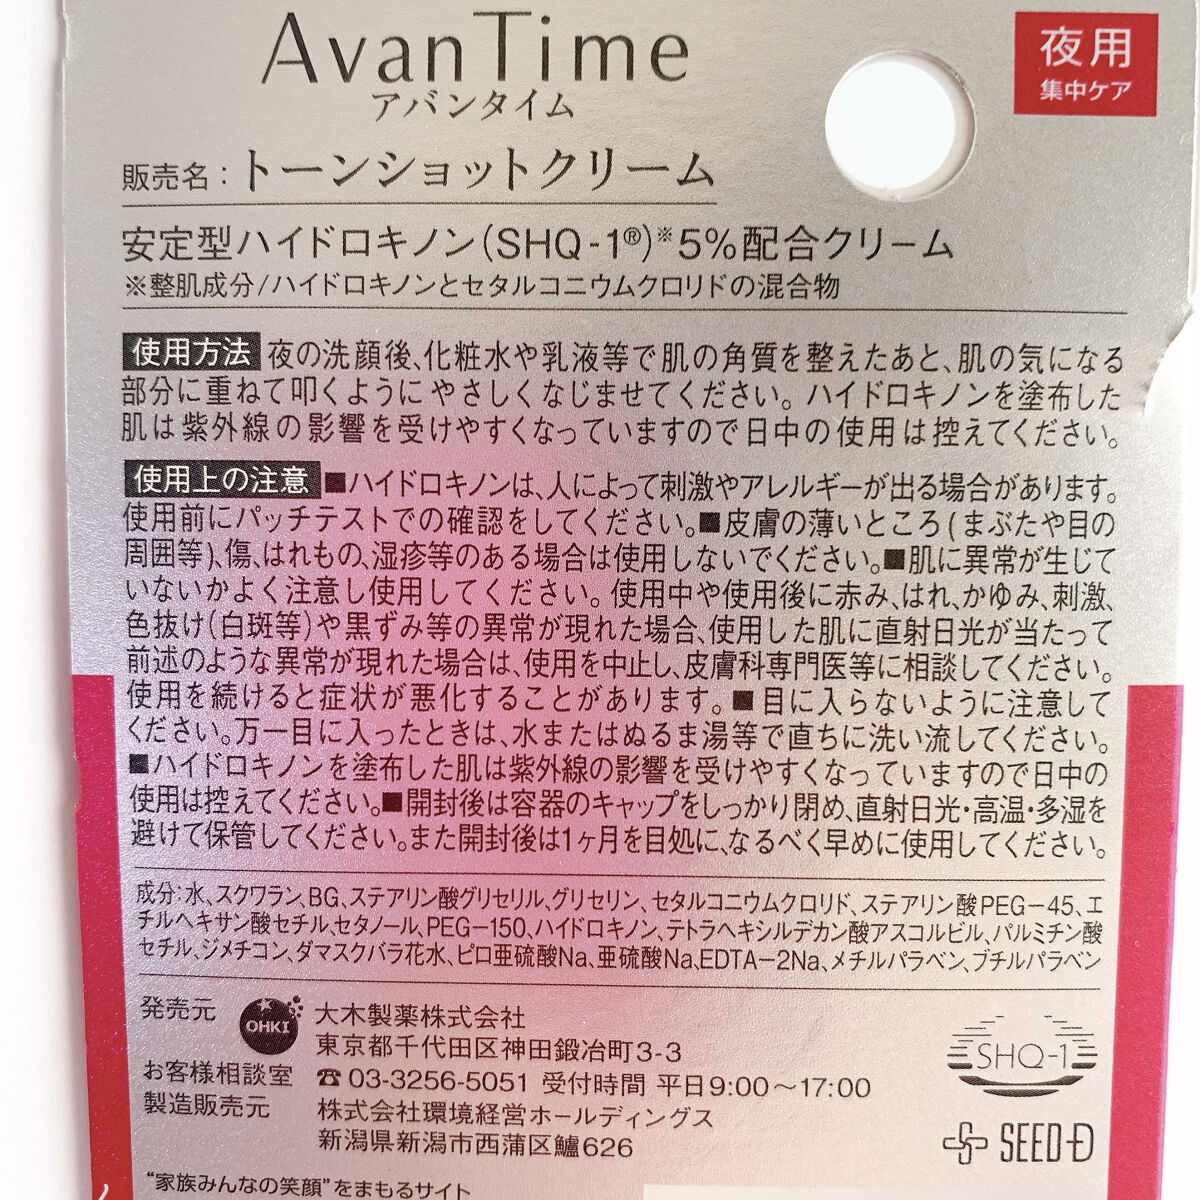 AvanTime
アバンタイム
夜用
集中ケア
販売名：トーンショットクリーム
安定型ハイドロキノン(SHQ-1®)※5%配合クリーム
※整肌成分/ハイドロキノンとセタルコニウムクロリドの混合物
使用方法 夜の洗顔後、化粧水や乳液等で肌の角質を整えたあと、肌の気になる
部分に重ねて叩くようにやさしくなじませてください。ハイドロキノンを塗布した
肌は紫外線の影響を受けやすくなっていますので日中の使用は控えてください。
使用上の注意 ■ハイドロキノンは、人によって刺激やアレルギーが出る場合があります。
使用前にパッチテストでの確認をしてください。■皮膚の薄いところ(まぶたや目の
周囲等)、傷、はれもの、湿疹等のある場合は使用しないでください。■肌に異常が生じて
いないかよく注意し使用してください。使用中や使用後に赤み、はれ、かゆみ、刺激、
色抜け(白斑等)や黒ずみ等の異常が現れた場合、使用した肌に直射日光が当たって
前述のような異常が現れた場合は、使用を中止し、皮膚科専門医等に相談してください。
使用を続けると症状が悪化することがあります。■目に入らないように注意して
ください。万一目に入ったときは、水またはぬるま湯等で直ちに洗い流してください。
■ハイドロキノンを塗布した肌は紫外線の影響を受けやすくなっていますので日中の
使用は控えてください。■開封後は容器のキャップをしっかり閉め、直射日光・高温・多湿を
避けて保管してください。また開封後は1ヶ月を目処に、なるべく早めに使用してください。
成分：水、スクワラン、BG、ステアリン酸グリセリル、グリセリン、セタルコニウムクロリド、ステアリン酸PEG－45、エ
チルヘキサン酸セチル、セタノール、PEG－150、ハイドロキノン、テトラヘキシルデカン酸アスコルビル、パルミチン酸
セチル、ジメチコン、ダマスクバラ花水、ピロ亜硫酸Na、亜硫酸Na、EDTA－2Na、メチルパラベン、ブチルパラベン
発売元 OHKI 大木製薬株式会社
東京都千代田区神田鍛冶町3-3
お客様相談室 ☎03-3256-5051 受付時間 平日9:00～17:00
製造販売元 株式会社環境経営ホールディングス
新潟県新潟市西蒲区鱸626
SHQ-1
SEED-D
“家族みんなの笑顔”をまもるサイト